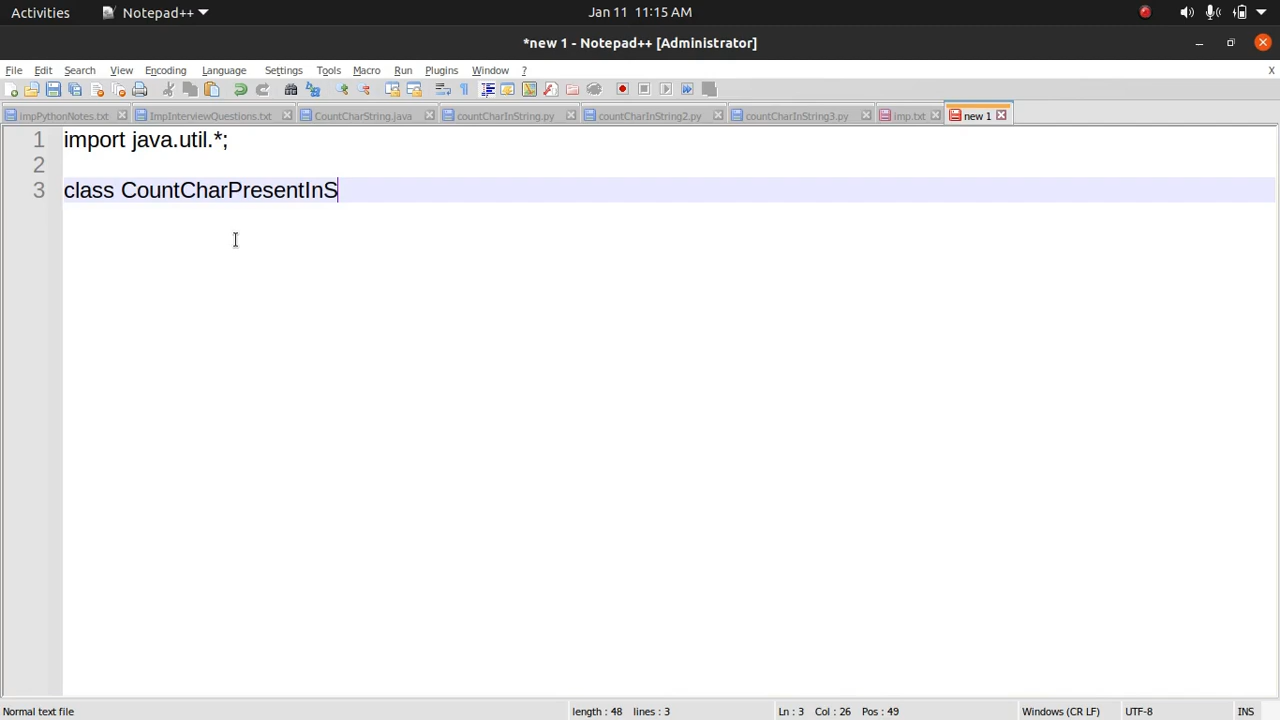 Activities Notepad++ Jan 11 11:15 AM
*new 1 - Notepad++ [Administrator]
File Edit Search View Encoding Language Settings Tools Macro Run Plugins Window ? X
impPythonNotes.txt ImpInterviewQuestions.txt CountCharString.java countCharInString.py countCharInString2.py countCharInString3.py imp.txt new 1
1 import java.util.*;
2
3 class CountCharPresentInS
Normal text file length : 48 lines : 3 Ln : 3 Col : 26 Pos : 49 Windows (CR LF) UTF-8 INS